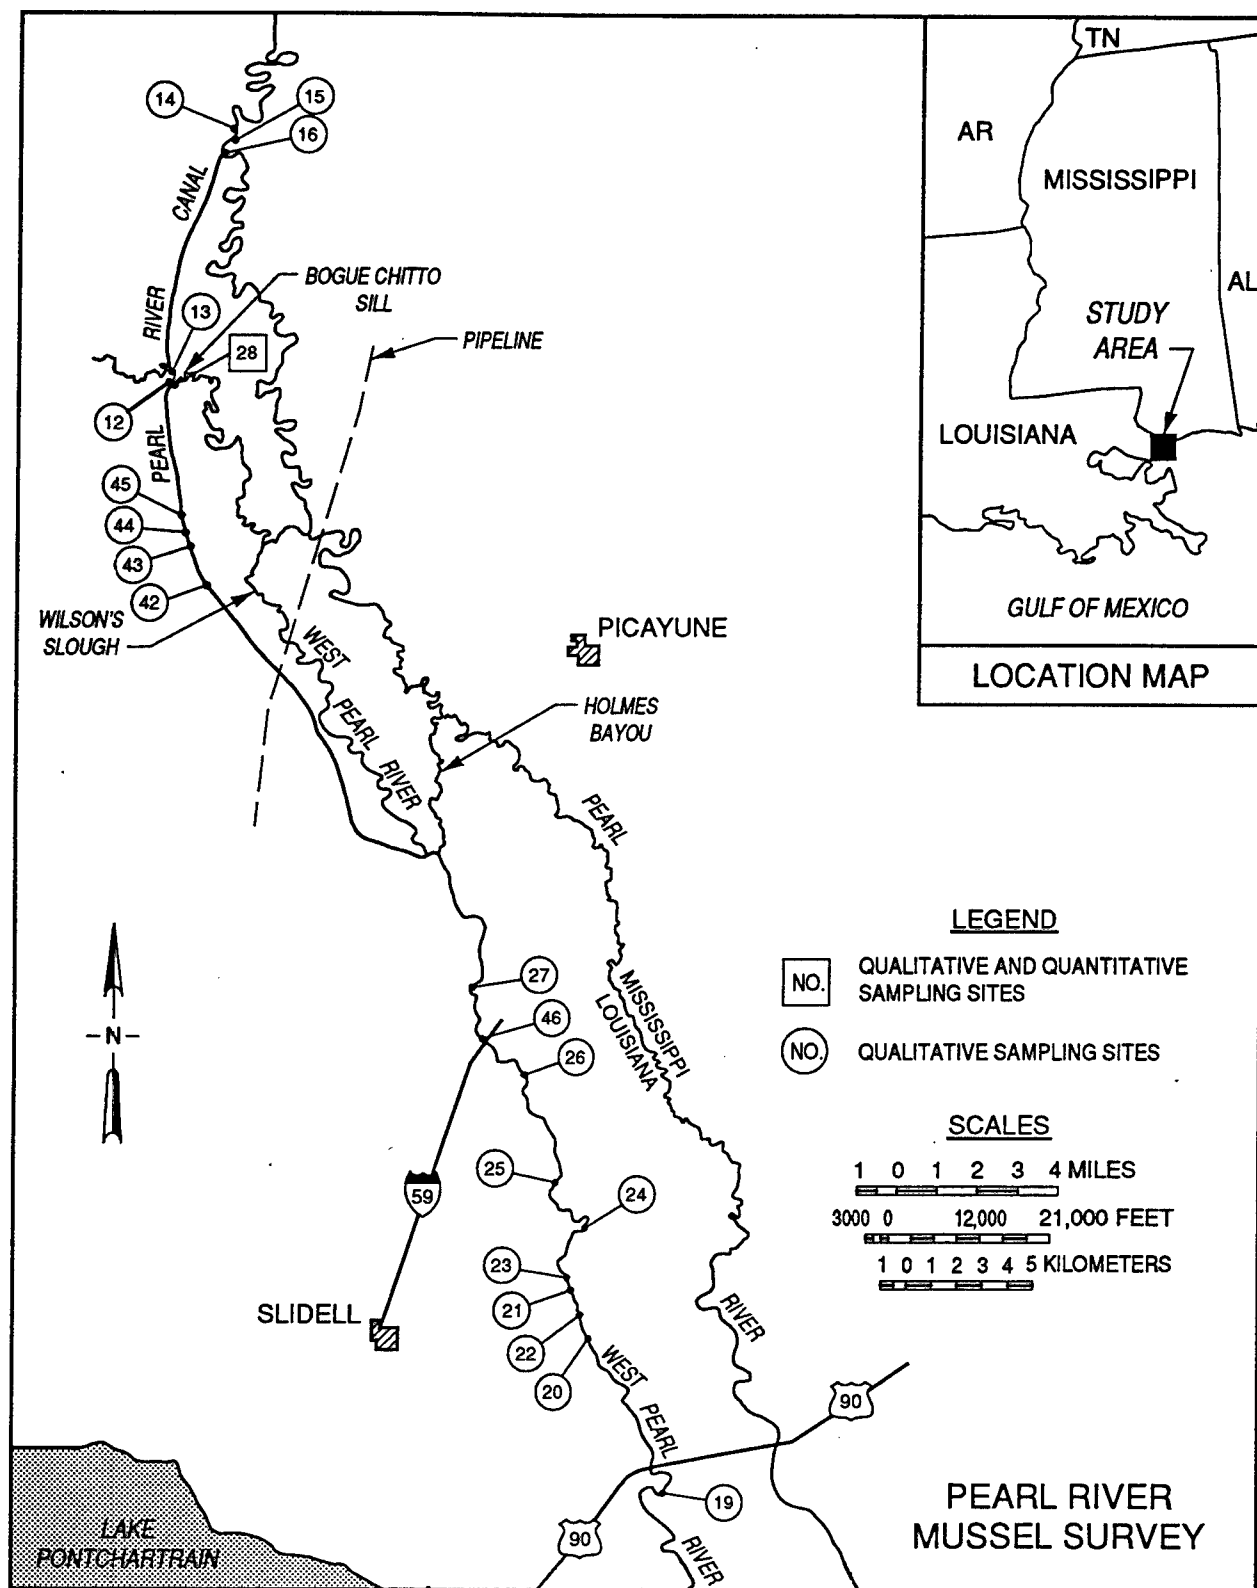 TN
AR
MISSISSIPPI
AL
STUDY
AREA
LOUISIANA
GULF OF MEXICO
LOCATION MAP
14
15
16
CANAL
RIVER
PEARL
BOGUE CHITTO
SILL
13
28
PIPELINE
12
45
44
43
42
WILSON'S
SLOUGH
WEST
PEARL
RIVER
PICAYUNE
HOLMES
BAYOU
PEARL
MISSISSIPPI
LOUISIANA
RIVER
27
46
26
25
24
23
21
22
20
19
N
59
SLIDELL
WEST
PEARL
RIVER
90
90
LAKE
PONTCHARTRAIN
LEGEND
NO.
QUALITATIVE AND QUANTITATIVE
SAMPLING SITES
NO.
QUALITATIVE SAMPLING SITES
SCALES
1 0 1 2 3 4 MILES
3000 0 12,000 21,000 FEET
1 0 1 2 3 4 5 KILOMETERS
PEARL RIVER
MUSSEL SURVEY